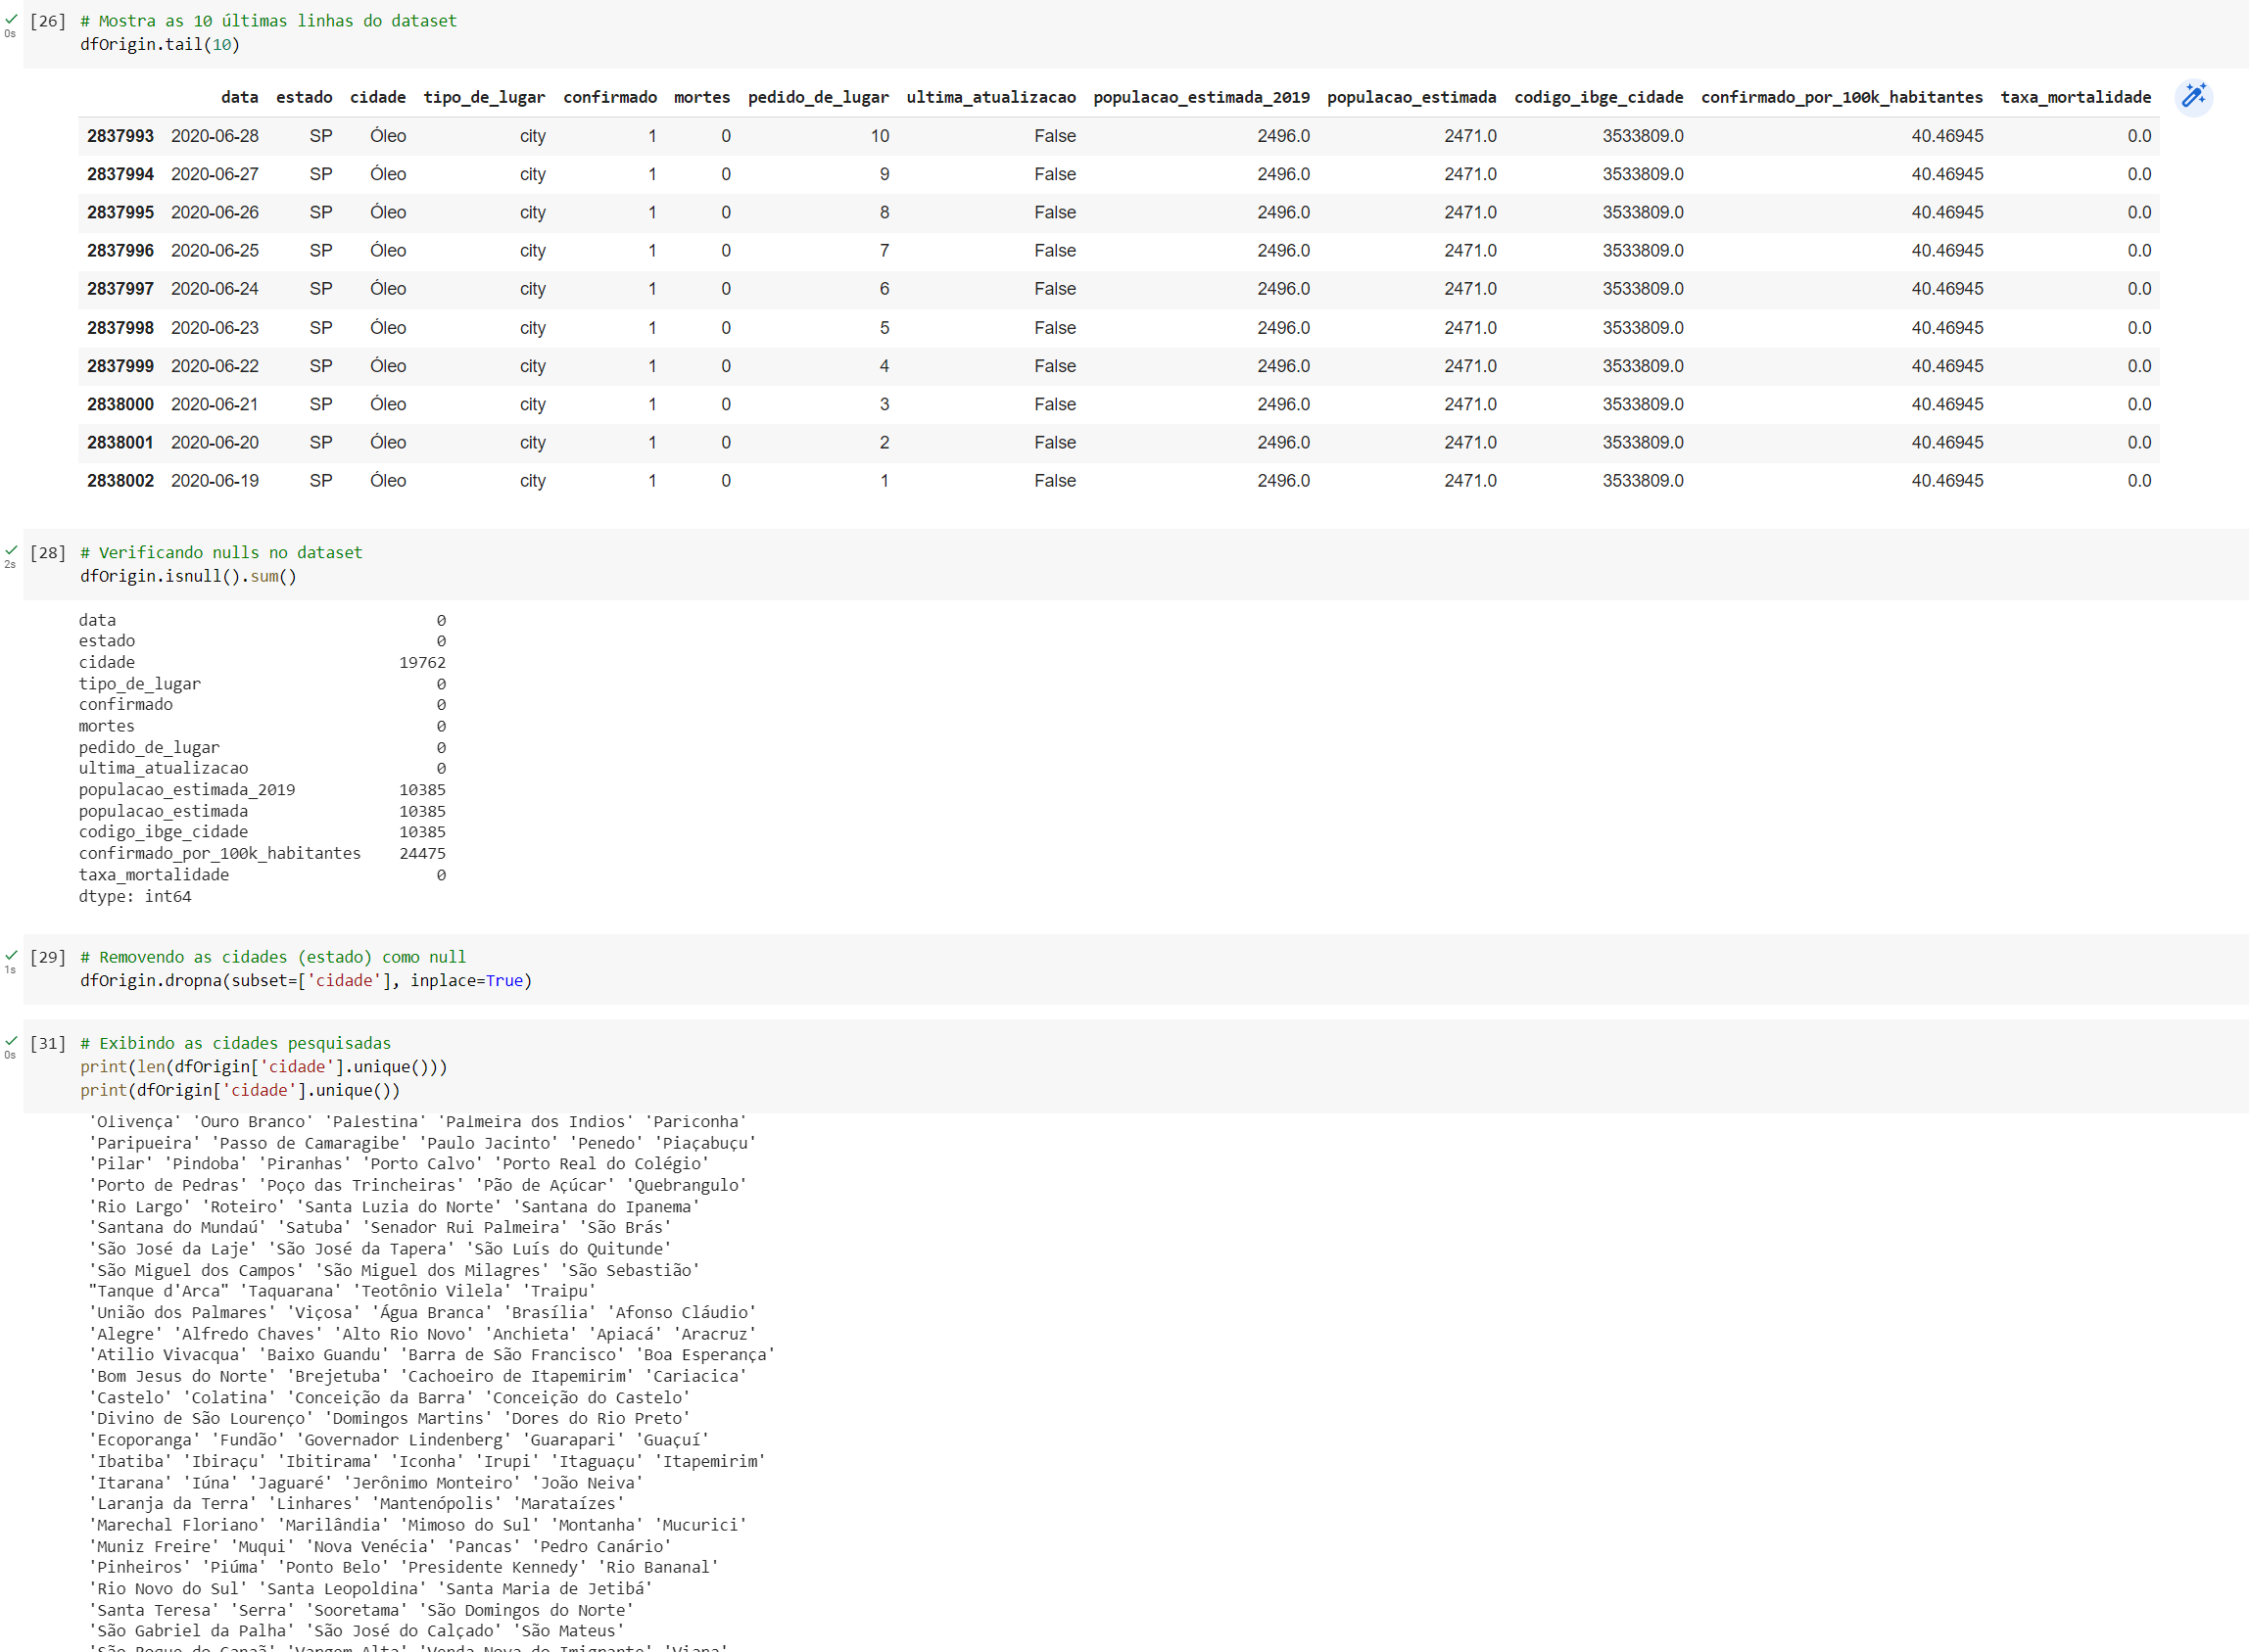 [26] # Mostra as 10 últimas linhas do dataset
0s dfOrigin.tail(10)
data estado cidade tipo_de_lugar confirmado mortes pedido_de_lugar ultima_atualizacao populacao_estimada_2019 populacao_estimada codigo_ibge_cidade confirmado_por_100k_habitantes taxa_mortalidade
2837993 2020-06-28 SP Óleo city 1 0 10 False 2496.0 2471.0 3533809.0 40.46945 0.0
2837994 2020-06-27 SP Óleo city 1 0 9 False 2496.0 2471.0 3533809.0 40.46945 0.0
2837995 2020-06-26 SP Óleo city 1 0 8 False 2496.0 2471.0 3533809.0 40.46945 0.0
2837996 2020-06-25 SP Óleo city 1 0 7 False 2496.0 2471.0 3533809.0 40.46945 0.0
2837997 2020-06-24 SP Óleo city 1 0 6 False 2496.0 2471.0 3533809.0 40.46945 0.0
2837998 2020-06-23 SP Óleo city 1 0 5 False 2496.0 2471.0 3533809.0 40.46945 0.0
2837999 2020-06-22 SP Óleo city 1 0 4 False 2496.0 2471.0 3533809.0 40.46945 0.0
2838000 2020-06-21 SP Óleo city 1 0 3 False 2496.0 2471.0 3533809.0 40.46945 0.0
2838001 2020-06-20 SP Óleo city 1 0 2 False 2496.0 2471.0 3533809.0 40.46945 0.0
2838002 2020-06-19 SP Óleo city 1 0 1 False 2496.0 2471.0 3533809.0 40.46945 0.0
[28] # Verificando nulls no dataset
2s dfOrigin.isnull().sum()
data 0
estado 0
cidade 19762
tipo_de_lugar 0
confirmado 0
mortes 0
pedido_de_lugar 0
ultima_atualizacao 0
populacao_estimada_2019 10385
populacao_estimada 10385
codigo_ibge_cidade 10385
confirmado_por_100k_habitantes 24475
taxa_mortalidade 0
dtype: int64
[29] # Removendo as cidades (estado) como null
1s dfOrigin.dropna(subset=['cidade'], inplace=True)
[31] # Exibindo as cidades pesquisadas
0s print(len(dfOrigin['cidade'].unique()))
print(dfOrigin['cidade'].unique())
'Olivença' 'Ouro Branco' 'Palestina' 'Palmeira dos Índios' 'Pariconha'
'Paripueira' 'Passo de Camaragibe' 'Paulo Jacinto' 'Penedo' 'Piaçabuçu'
'Pilar' 'Pindoba' 'Piranhas' 'Porto Calvo' 'Porto Real do Colégio'
'Porto de Pedras' 'Poço das Trincheiras' 'Pão de Açúcar' 'Quebrangulo'
'Rio Largo' 'Roteiro' 'Santa Luzia do Norte' 'Santana do Ipanema'
'Santana do Mundaú' 'Satuba' 'Senador Rui Palmeira' 'São Brás'
'São José da Laje' 'São José da Tapera' 'São Luís do Quitunde'
'São Miguel dos Campos' 'São Miguel dos Milagres' 'São Sebastião'
"Tanque d'Arca" 'Taquarana' 'Teotônio Vilela' 'Traipu'
'União dos Palmares' 'Viçosa' 'Água Branca' 'Brasília' 'Afonso Cláudio'
'Alegre' 'Alfredo Chaves' 'Alto Rio Novo' 'Anchieta' 'Apiacá' 'Aracruz'
'Atilio Vivacqua' 'Baixo Guandu' 'Barra de São Francisco' 'Boa Esperança'
'Bom Jesus do Norte' 'Brejetuba' 'Cachoeiro de Itapemirim' 'Cariacica'
'Castelo' 'Colatina' 'Conceição da Barra' 'Conceição do Castelo'
'Divino de São Lourenço' 'Domingos Martins' 'Dores do Rio Preto'
'Ecoporanga' 'Fundão' 'Governador Lindenberg' 'Guarapari' 'Guaçuí'
'Ibatiba' 'Ibiraçu' 'Ibitirama' 'Iconha' 'Irupi' 'Itaguaçu' 'Itapemirim'
'Itarana' 'Iúna' 'Jaguaré' 'Jerônimo Monteiro' 'João Neiva'
'Laranja da Terra' 'Linhares' 'Mantenópolis' 'Marataízes'
'Marechal Floriano' 'Marilândia' 'Mimoso do Sul' 'Montanha' 'Mucurici'
'Muniz Freire' 'Muqui' 'Nova Venécia' 'Pancas' 'Pedro Canário'
'Pinheiros' 'Piúma' 'Ponto Belo' 'Presidente Kennedy' 'Rio Bananal'
'Rio Novo do Sul' 'Santa Leopoldina' 'Santa Maria de Jetibá'
'Santa Teresa' 'Serra' 'Sooretama' 'São Domingos do Norte'
'São Gabriel da Palha' 'São José do Calçado' 'São Mateus'
'São Roque do Canaã' 'Vargem Alta' 'Venda Nova do Imigrante' 'Viana'